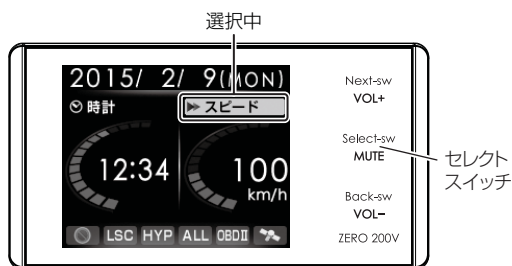 選択中
2015/ 2/ 9(MON)
時計
スピード
12:34
100
km/h
LSC HYP ALL OBDⅡ
Next-sw
VOL+
Select-sw
MUTE
Back-sw
VOL−
ZERO 200V
セレクト
スイッチ